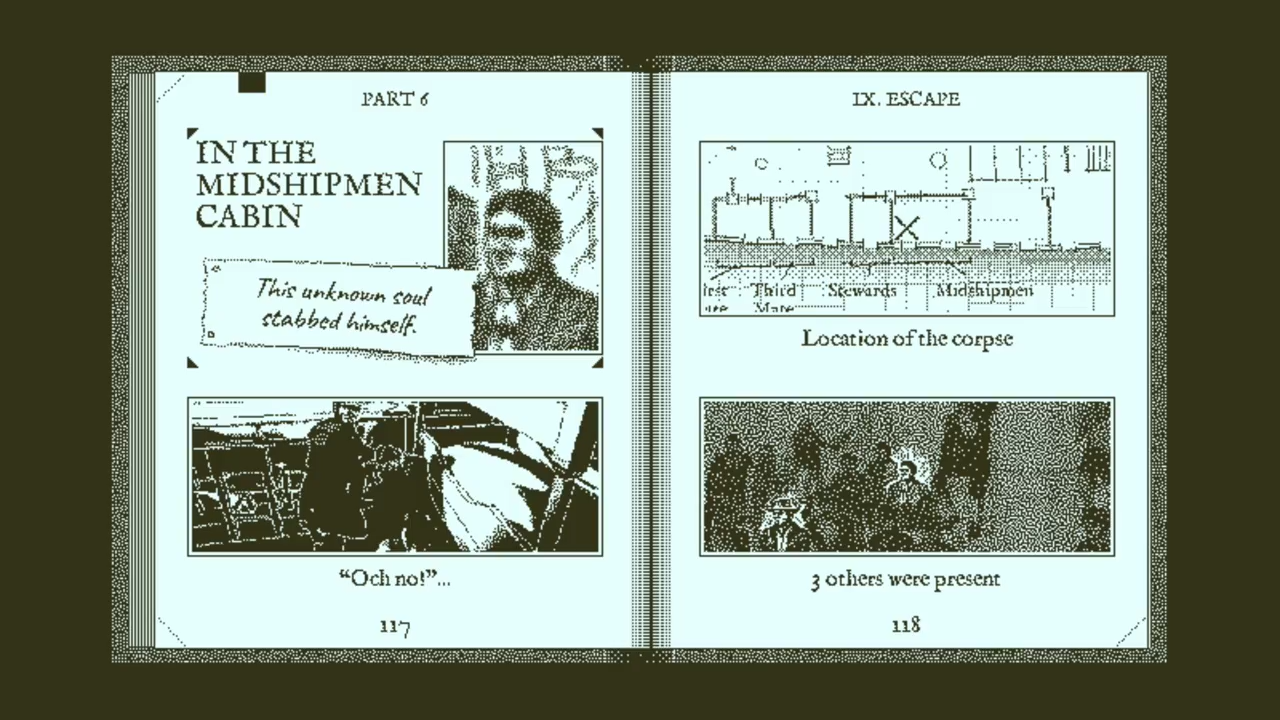 PART 6
IN THE
MIDSHIPMEN
CABIN
This unknown soul
stabbed himself.
"Och no!"...
117
IX. ESCAPE
Third
Stewards
Midshipmen
Mate
Location of the corpse
3 others were present
118